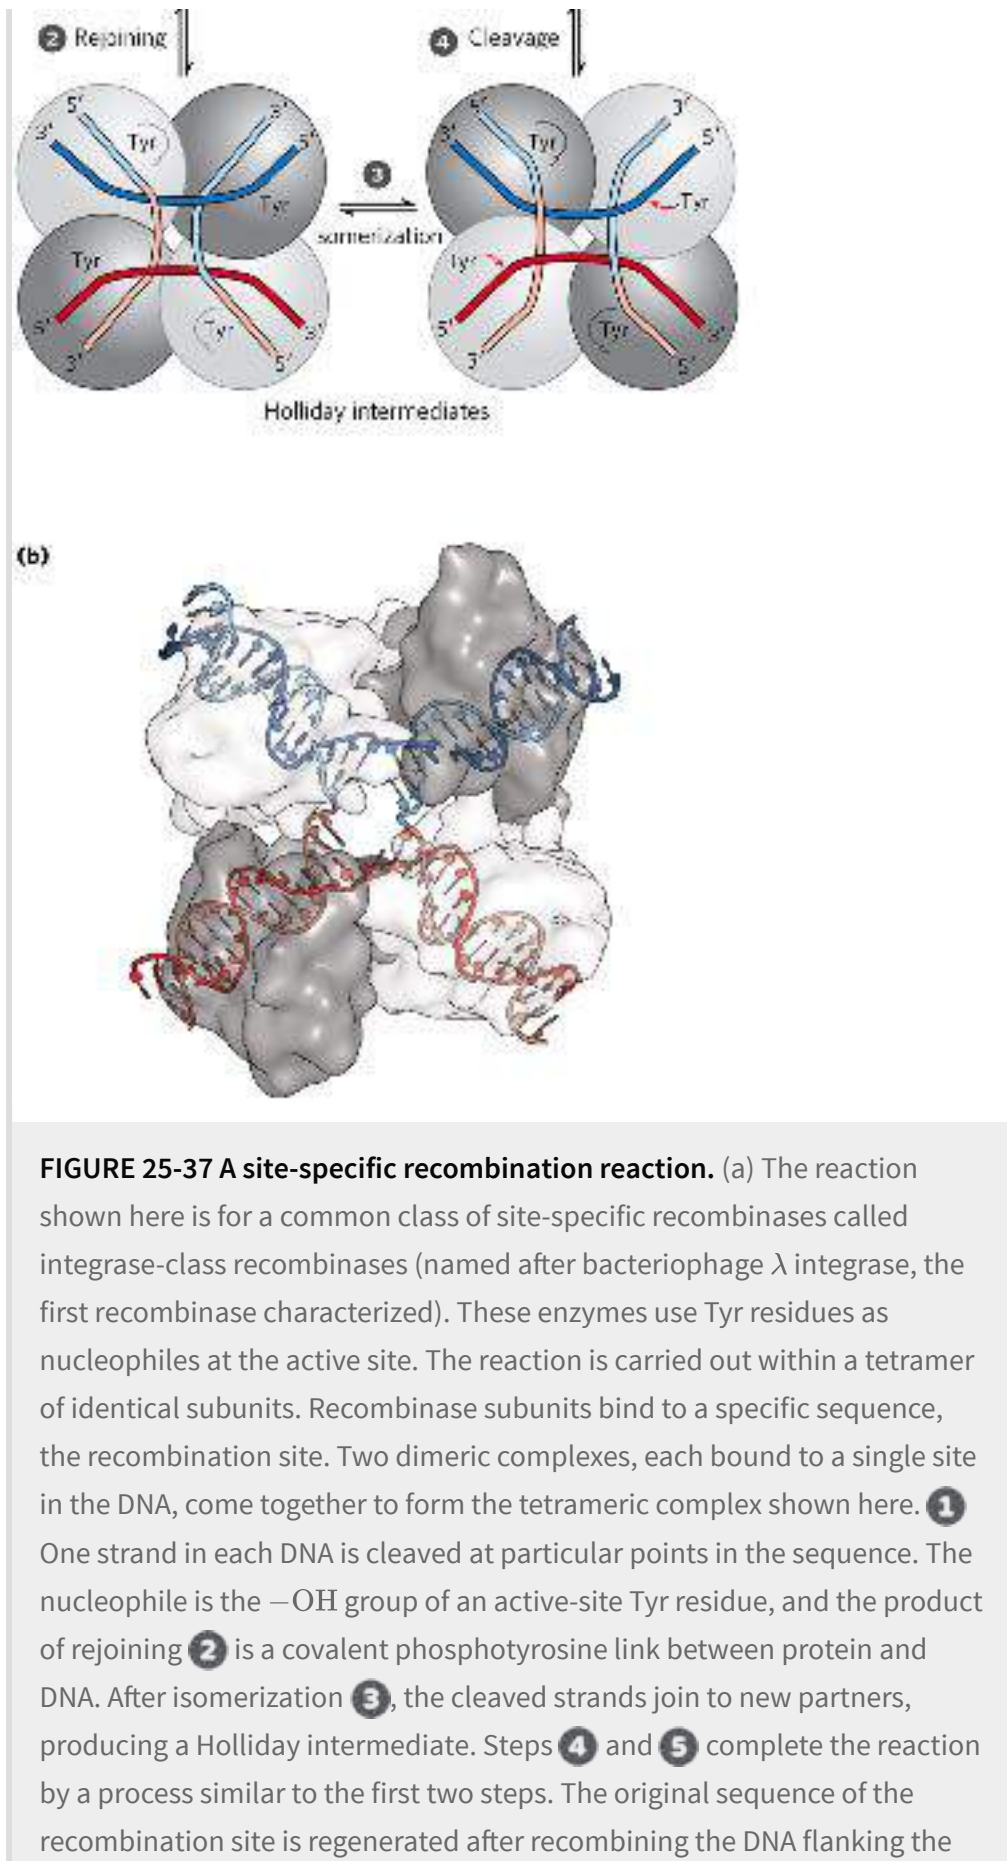 2 Rejoining
4 Cleavage
5′ 3′ 5′ 3′
3′ Tyr 5′ 3′ Tyr 5′
3
Tyr Tyr
somerization
Tyr Tyr
Tyr Tyr
5′ 3′ 5′ 3′
3′ 5′ 3′ 5′
Holliday intermediates
(b)
FIGURE 25-37 A site-specific recombination reaction. (a) The reaction
shown here is for a common class of site-specific recombinases called
integrase-class recombinases (named after bacteriophage λ integrase, the
first recombinase characterized). These enzymes use Tyr residues as
nucleophiles at the active site. The reaction is carried out within a tetramer
of identical subunits. Recombinase subunits bind to a specific sequence,
the recombination site. Two dimeric complexes, each bound to a single site
in the DNA, come together to form the tetrameric complex shown here. 1
One strand in each DNA is cleaved at particular points in the sequence. The
nucleophile is the —OH group of an active-site Tyr residue, and the product
of rejoining 2 is a covalent phosphotyrosine link between protein and
DNA. After isomerization 3, the cleaved strands join to new partners,
producing a Holliday intermediate. Steps 4 and 5 complete the reaction
by a process similar to the first two steps. The original sequence of the
recombination site is regenerated after recombining the DNA flanking the